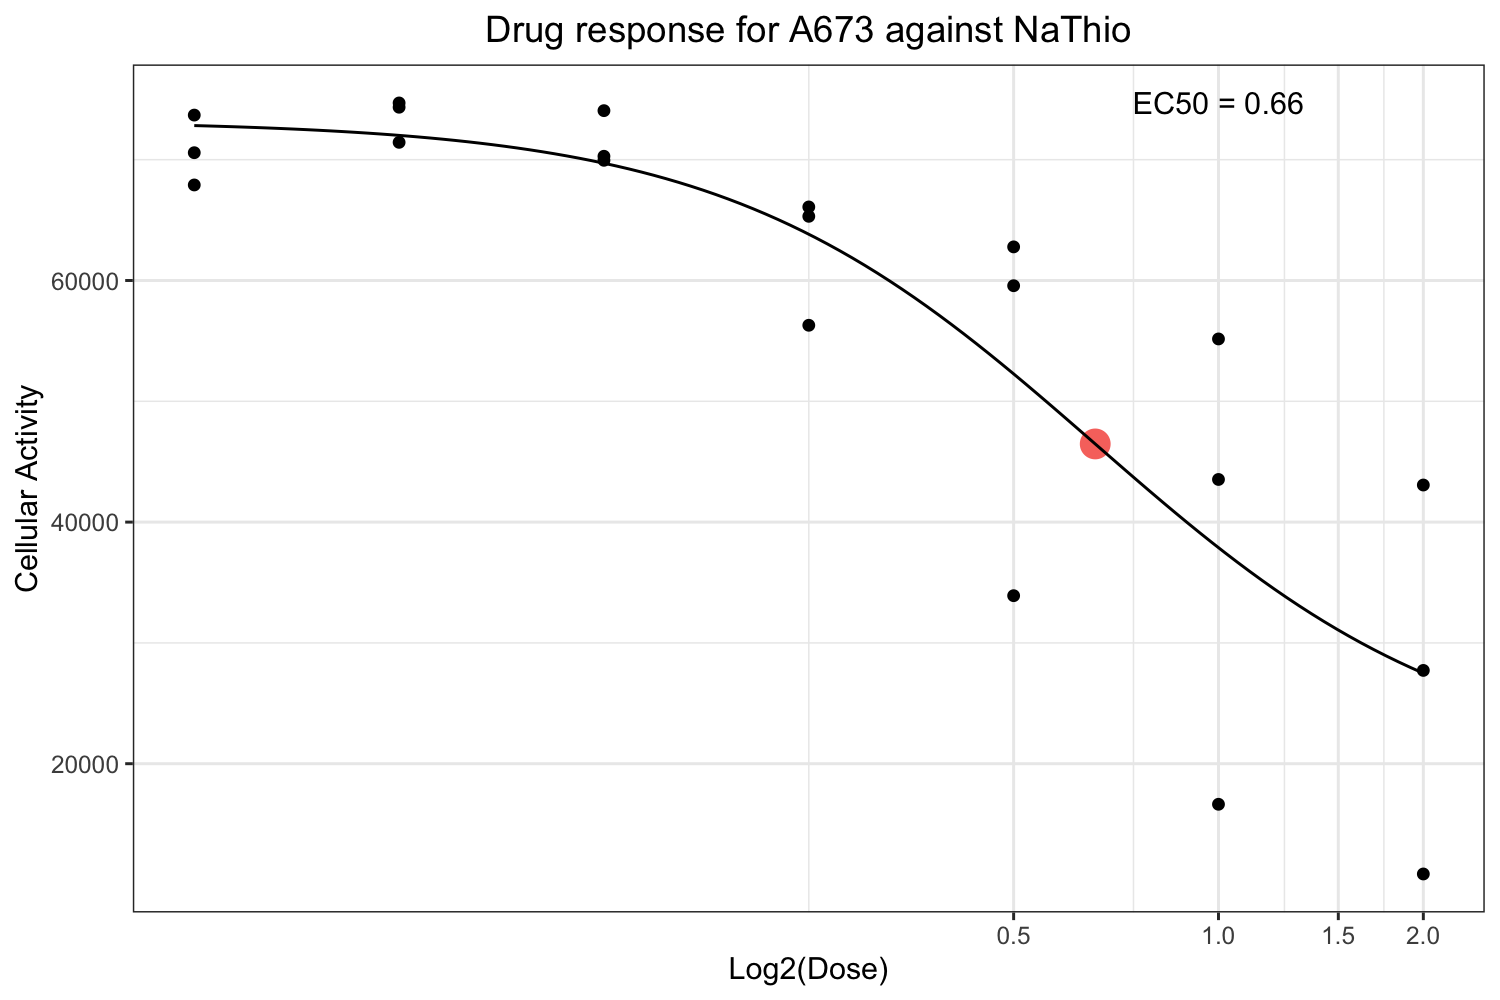 Drug response for A673 against NaThio
EC50 = 0.66
Cellular Activity
60000
40000
20000
0.5
1.0
1.5
2.0
Log2(Dose)